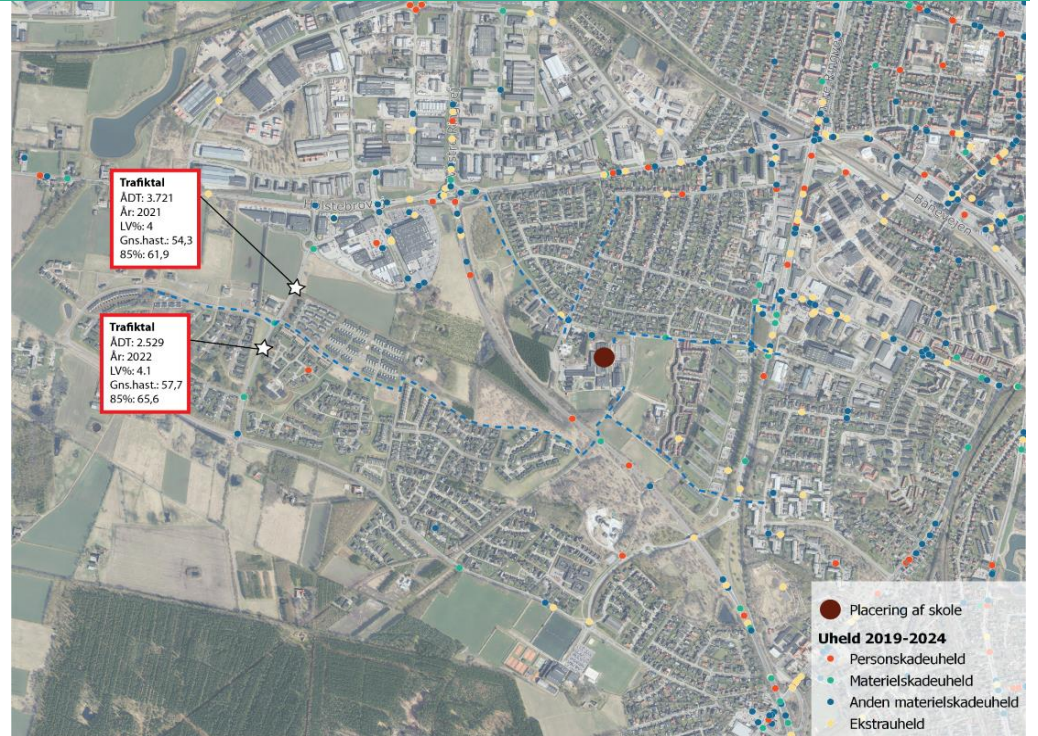 Trafiktal
ÅDT: 3.721
År: 2021
LV%: 4
Gns.hast.: 54,3
85%: 61,9
Trafiktal
ÅDT: 2.529
År: 2022
LV%: 4.1
Gns.hast.: 57,7
85%: 65,6
Banevejen
Placering af skole
Uheld 2019-2024
Personskadeuheld
Materielskadeuheld
Anden materielskadeuheld
Ekstrauheld